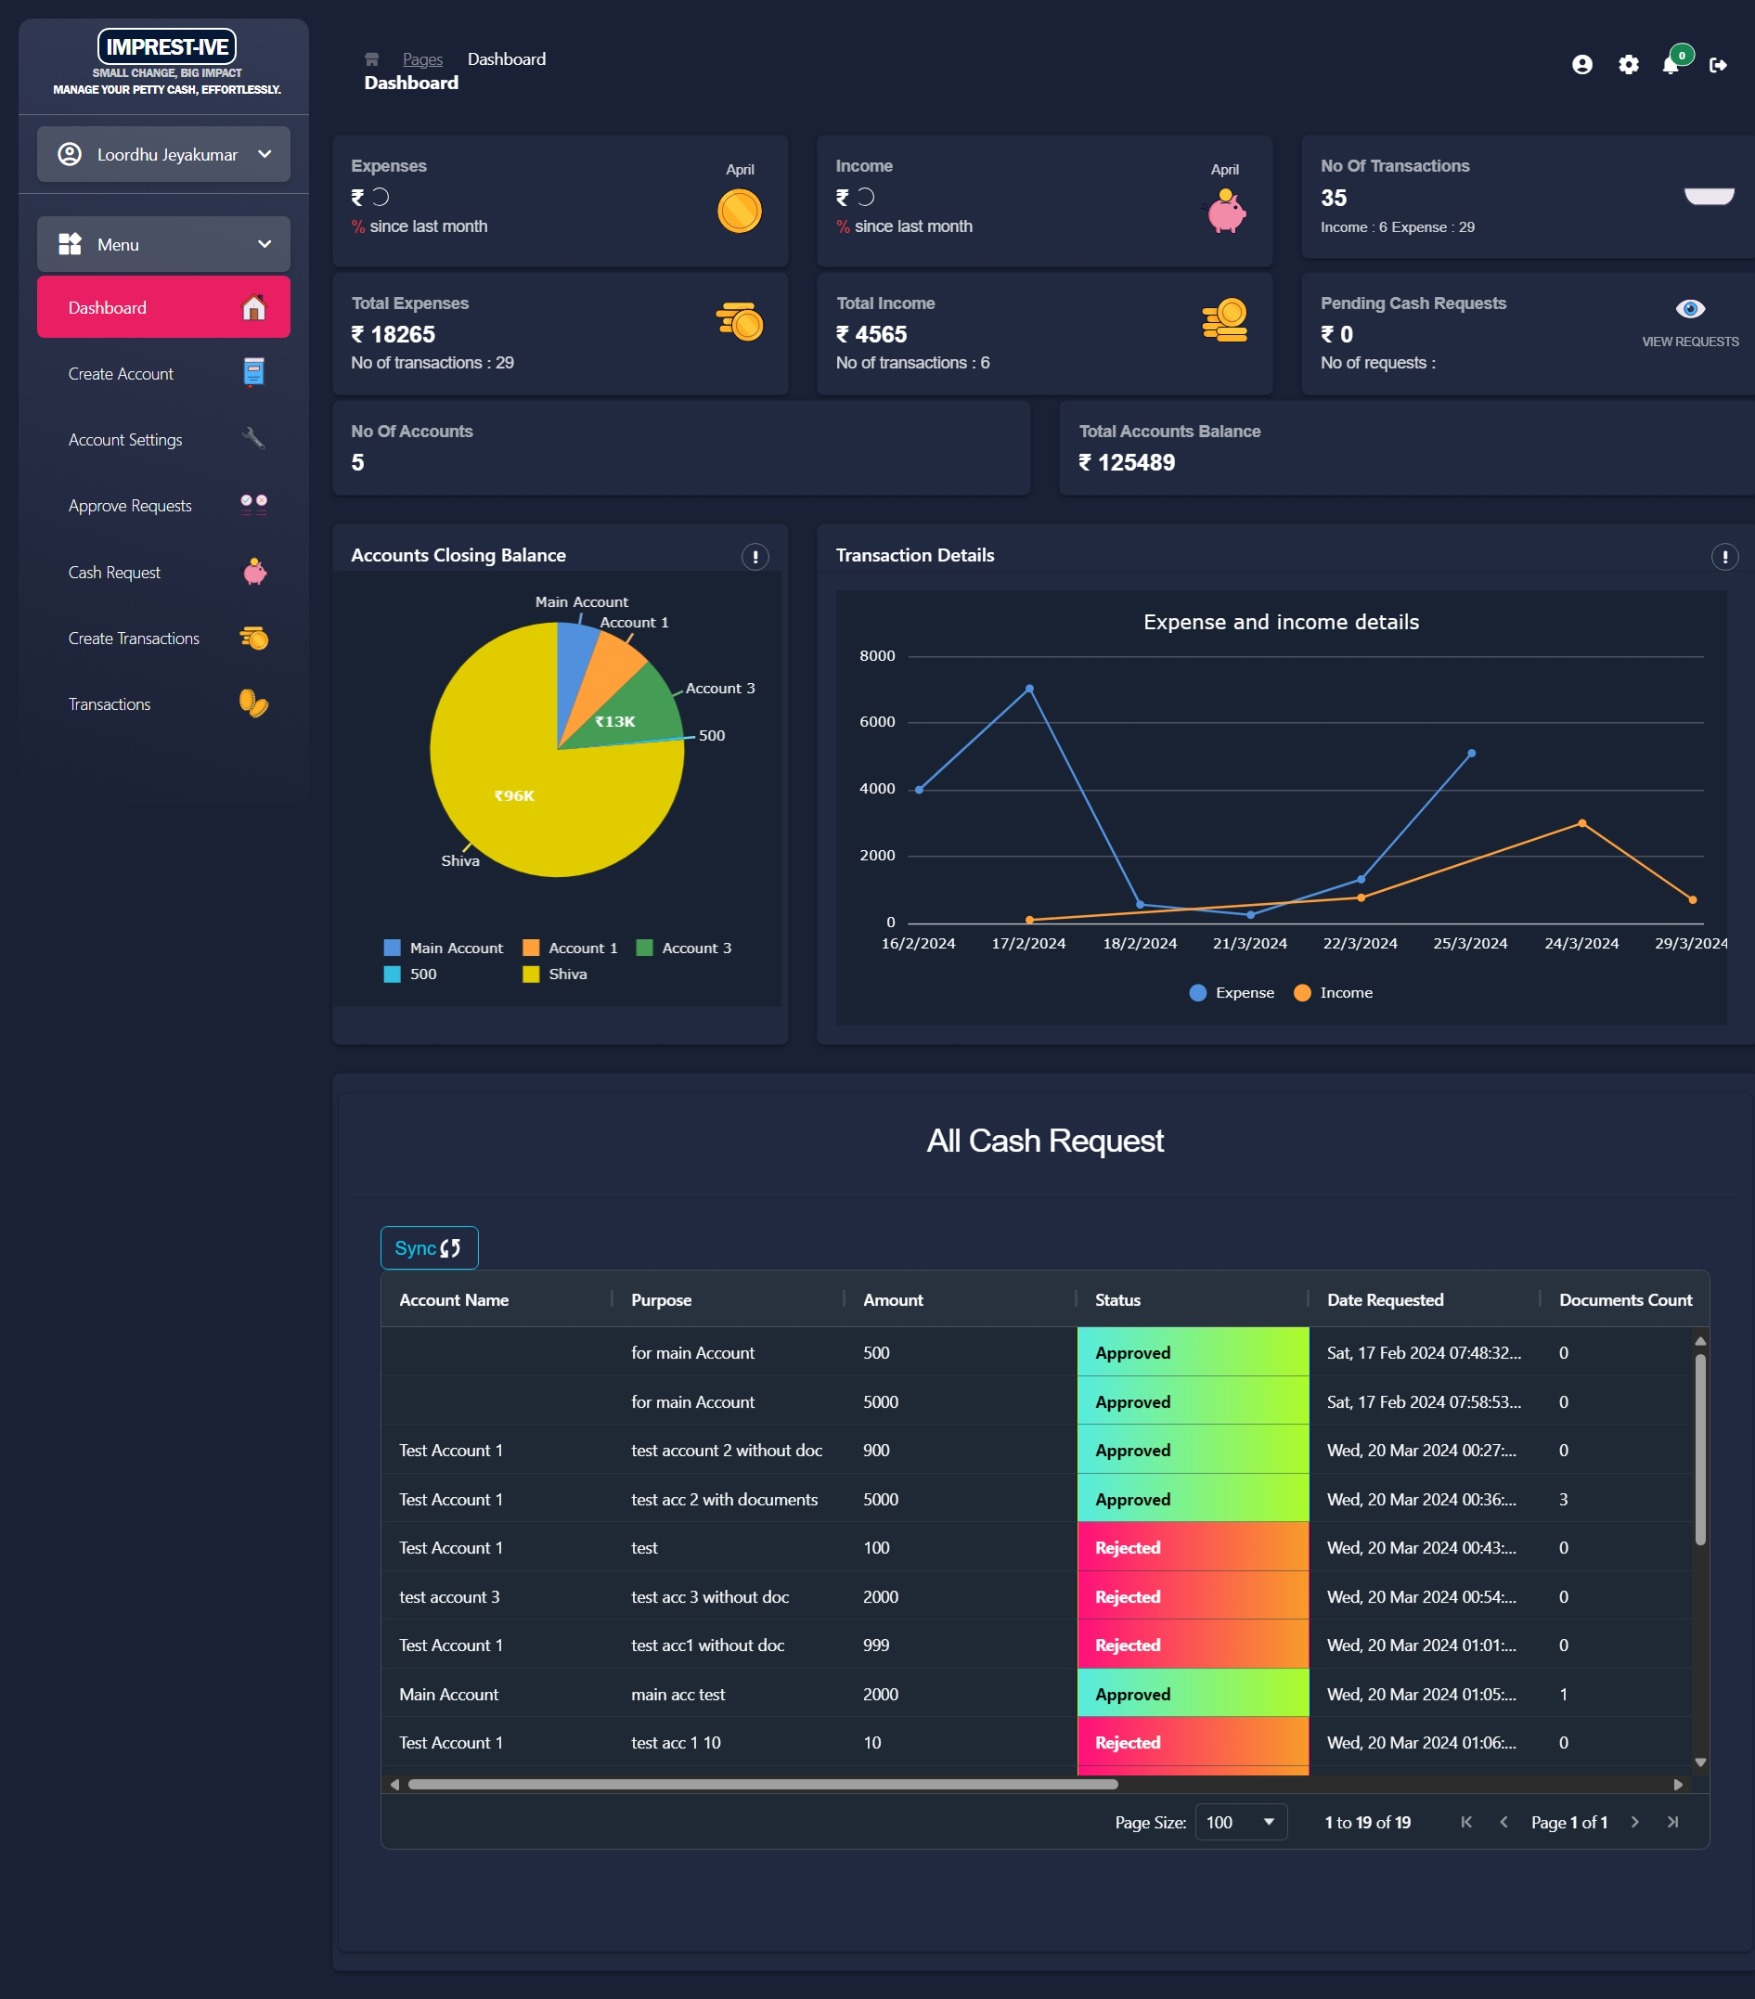 IMPREST-IVE
SMALL CHANGE, BIG IMPACT
MANAGE YOUR PETTY CASH, EFFORTLESSLY.
Loordhu Jeyakumar
Menu
Dashboard
Create Account
Account Settings
Approve Requests
Cash Request
Create Transactions
Transactions
Pages Dashboard
Dashboard
0
Expenses
April
₹
% since last month
Income
April
₹
% since last month
No Of Transactions
35
Income : 6 Expense : 29
Total Expenses
₹ 18265
No of transactions : 29
Total Income
₹ 4565
No of transactions : 6
Pending Cash Requests
₹ 0
VIEW REQUESTS
No of requests :
No Of Accounts
5
Total Accounts Balance
₹ 125489
Accounts Closing Balance
Main Account
Account 1
Account 3
₹13K
500
₹96K
Shiva
Main Account Account 1 Account 3
500 Shiva
Transaction Details
Expense and income details
8000
6000
4000
2000
0
16/2/2024 17/2/2024 18/2/2024 21/3/2024 22/3/2024 25/3/2024 24/3/2024 29/3/2024
Expense Income
All Cash Request
Sync
Account Name Purpose Amount Status Date Requested Documents Count
for main Account 500 Approved Sat, 17 Feb 2024 07:48:32... 0
for main Account 5000 Approved Sat, 17 Feb 2024 07:58:53... 0
Test Account 1 test account 2 without doc 900 Approved Wed, 20 Mar 2024 00:27:... 0
Test Account 1 test acc 2 with documents 5000 Approved Wed, 20 Mar 2024 00:36:... 3
Test Account 1 test 100 Rejected Wed, 20 Mar 2024 00:43:... 0
test account 3 test acc 3 without doc 2000 Rejected Wed, 20 Mar 2024 00:54:... 0
Test Account 1 test acc1 without doc 999 Rejected Wed, 20 Mar 2024 01:01:... 0
Main Account main acc test 2000 Approved Wed, 20 Mar 2024 01:05:... 1
Test Account 1 test acc 1 10 10 Rejected Wed, 20 Mar 2024 01:06:... 0
Page Size: 100 1 to 19 of 19 Page 1 of 1